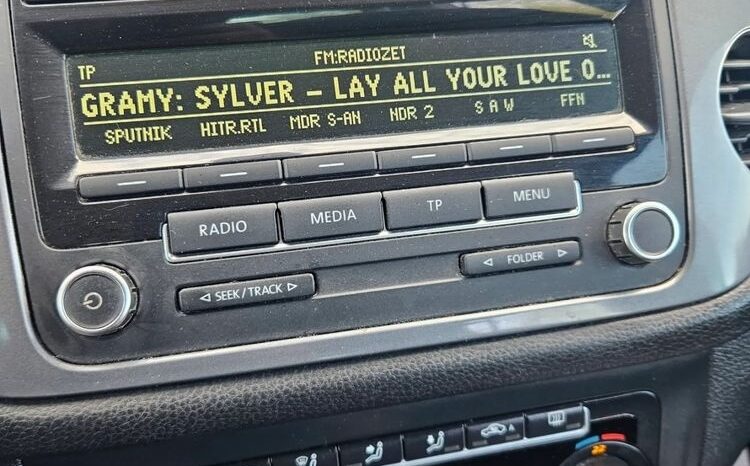 FM:RADIOZET
TP
GRAMY: SYLVER – LAY ALL YOUR LOVE O...
SPUTNIK HITR.RTL MDR S-AN NDR 2 S A W FFN
RADIO MEDIA TP MENU
SEEK/TRACK FOLDER